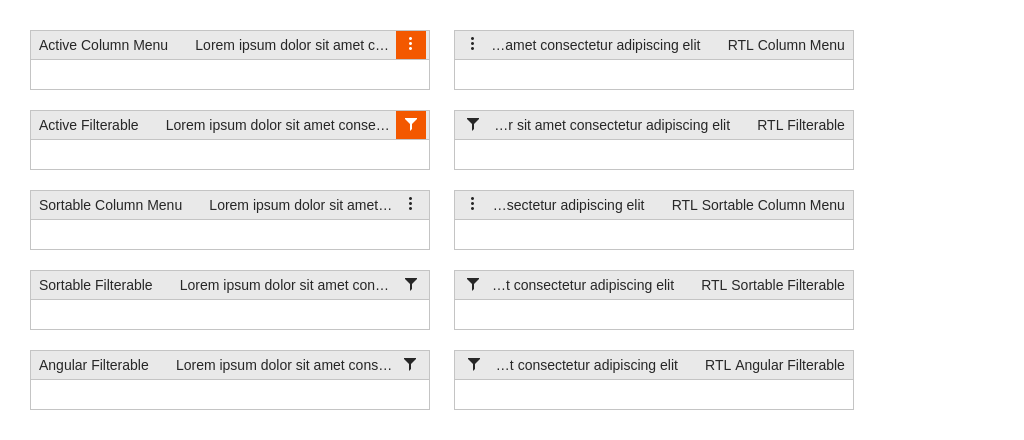 Active Column Menu Lorem ipsum dolor sit amet c…
…amet consectetur adipiscing elit RTL Column Menu
Active Filterable Lorem ipsum dolor sit amet conse…
…r sit amet consectetur adipiscing elit RTL Filterable
Sortable Column Menu Lorem ipsum dolor sit amet…
…sectetur adipiscing elit RTL Sortable Column Menu
Sortable Filterable Lorem ipsum dolor sit amet con…
…t consectetur adipiscing elit RTL Sortable Filterable
Angular Filterable Lorem ipsum dolor sit amet cons…
…t consectetur adipiscing elit RTL Angular Filterable